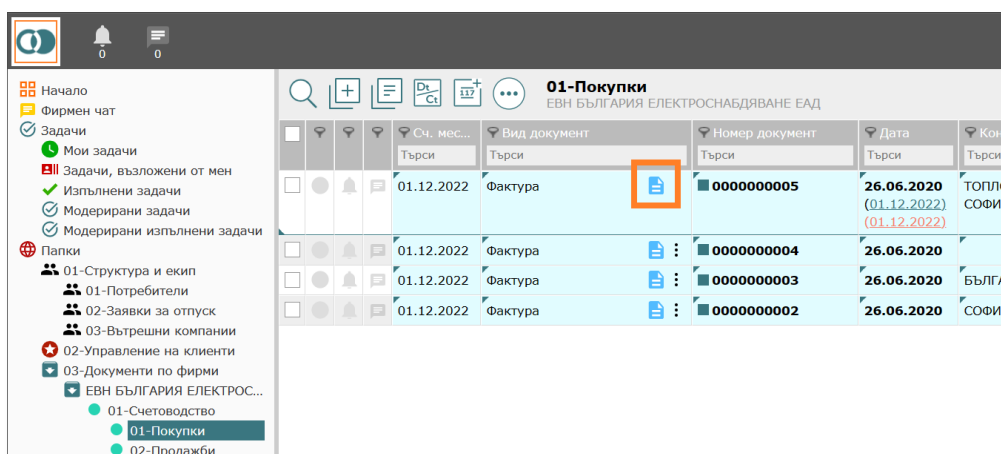 0
0
Начало
Фирмен чат
Задачи
Мои задачи
Задачи, възложени от мен
Изпълнени задачи
Модерирани задачи
Модерирани изпълнени задачи
Папки
01-Структура и екип
01-Потребители
02-Заявки за отпуск
03-Вътрешни компании
02-Управление на клиенти
03-Документи по фирми
ЕВН БЪЛГАРИЯ ЕЛЕКТРОС...
01-Счетоводство
01-Покупки
02-Продажби
Dt
Ct
117
01-Покупки
ЕВН БЪЛГАРИЯ ЕЛЕКТРОСНАБДЯВАНЕ ЕАД
Сч. мес... Вид документ Номер документ Дата Кон
Търси Търси Търси Търси Търси
01.12.2022 Фактура 0000000005 26.06.2020 ТОПЛО
(01.12.2022) СОФИ
(01.12.2022)
01.12.2022 Фактура 0000000004 26.06.2020
01.12.2022 Фактура 0000000003 26.06.2020 БЪЛГА
01.12.2022 Фактура 0000000002 26.06.2020 СОФИ